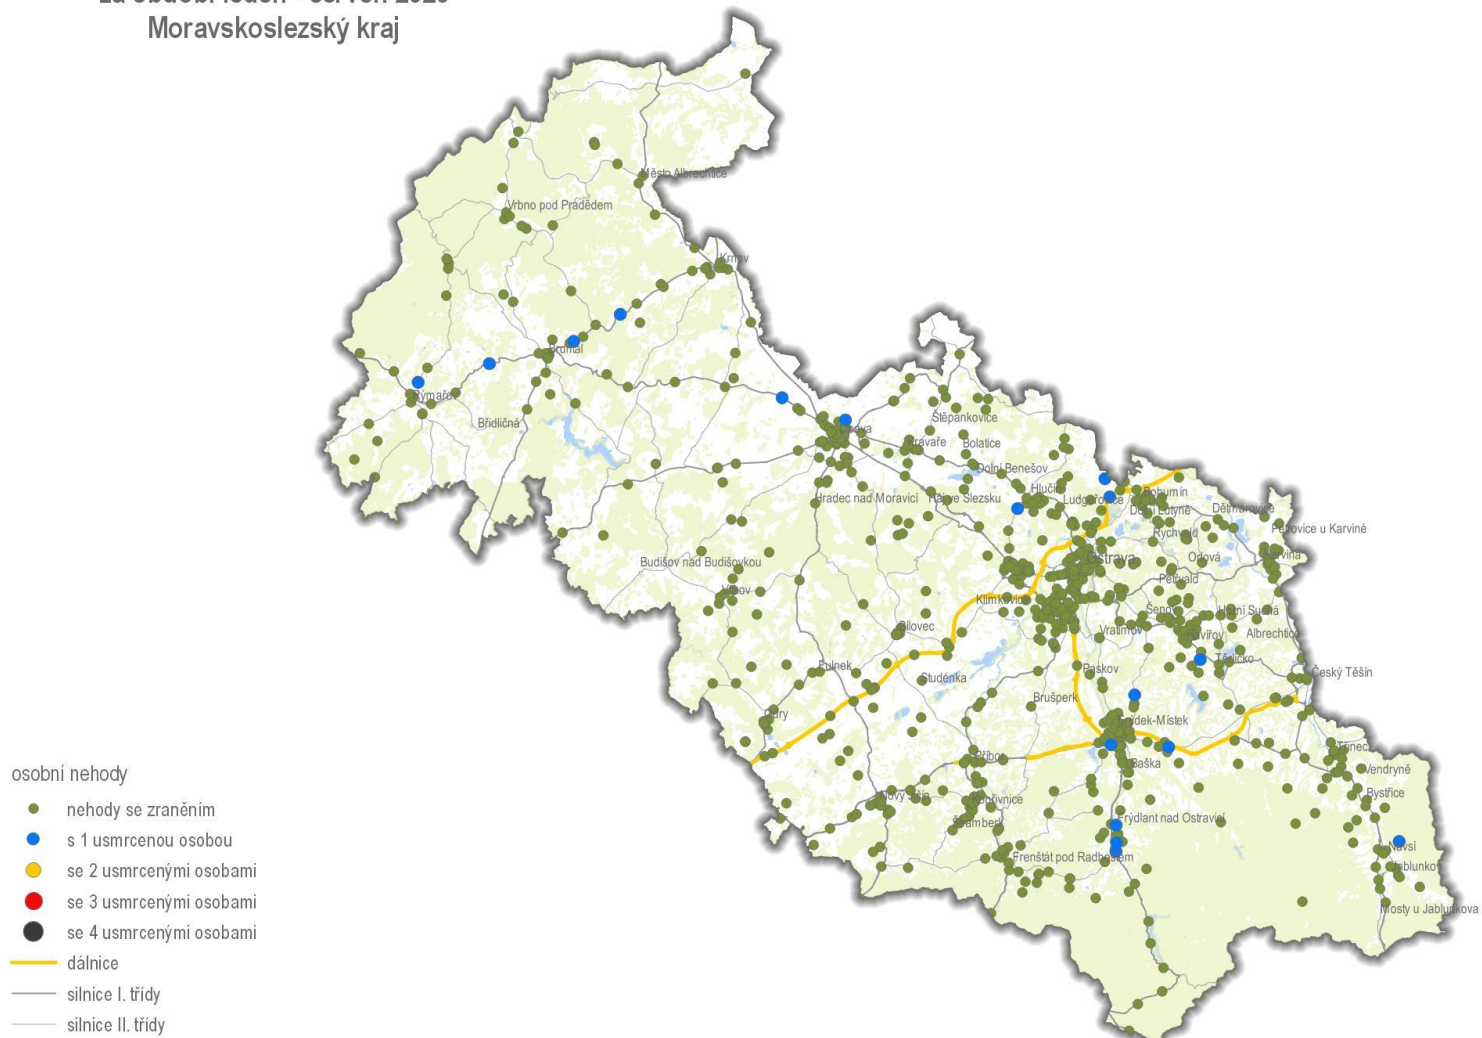 Moravskoslezský kraj
Město Albrechtice
Vrbno pod Pradědem
Krnov
Bruntál
Rýmařov
Břidličná
Opava
Štěpánkovice
Kravaře
Bolatice
Dolní Benešov
Hlučín
Háj ve Slezsku
Hradec nad Moravicí
Ludgeřovice
Bohumín
Dolní Lutyně
Dětmarovice
Petrovice u Karviné
Rychvald
Karviná
Ostrava
Orlová
Petřvald
Budišov nad Budišovkou
Vítkov
Klimkovice
Šenov
Horní Suchá
Bílovec
Vratimov
Havířov
Albrechtice
Těrlicko
Český Těšín
Fulnek
Studénka
Paskov
Brušperk
Odry
Frýdek-Místek
Příbor
Baška
Třinec
Vendryně
Bystřice
Nový Jičín
Kopřivnice
Štramberk
Frýdlant nad Ostravicí
Frenštát pod Radhoštěm
Návsí
Jablunkov
Mosty u Jablunkova
osobní nehody
nehody se zraněním
s 1 usmrcenou osobou
se 2 usmrcenými osobami
se 3 usmrcenými osobami
se 4 usmrcenými osobami
dálnice
silnice I. třídy
silnice II. třídy